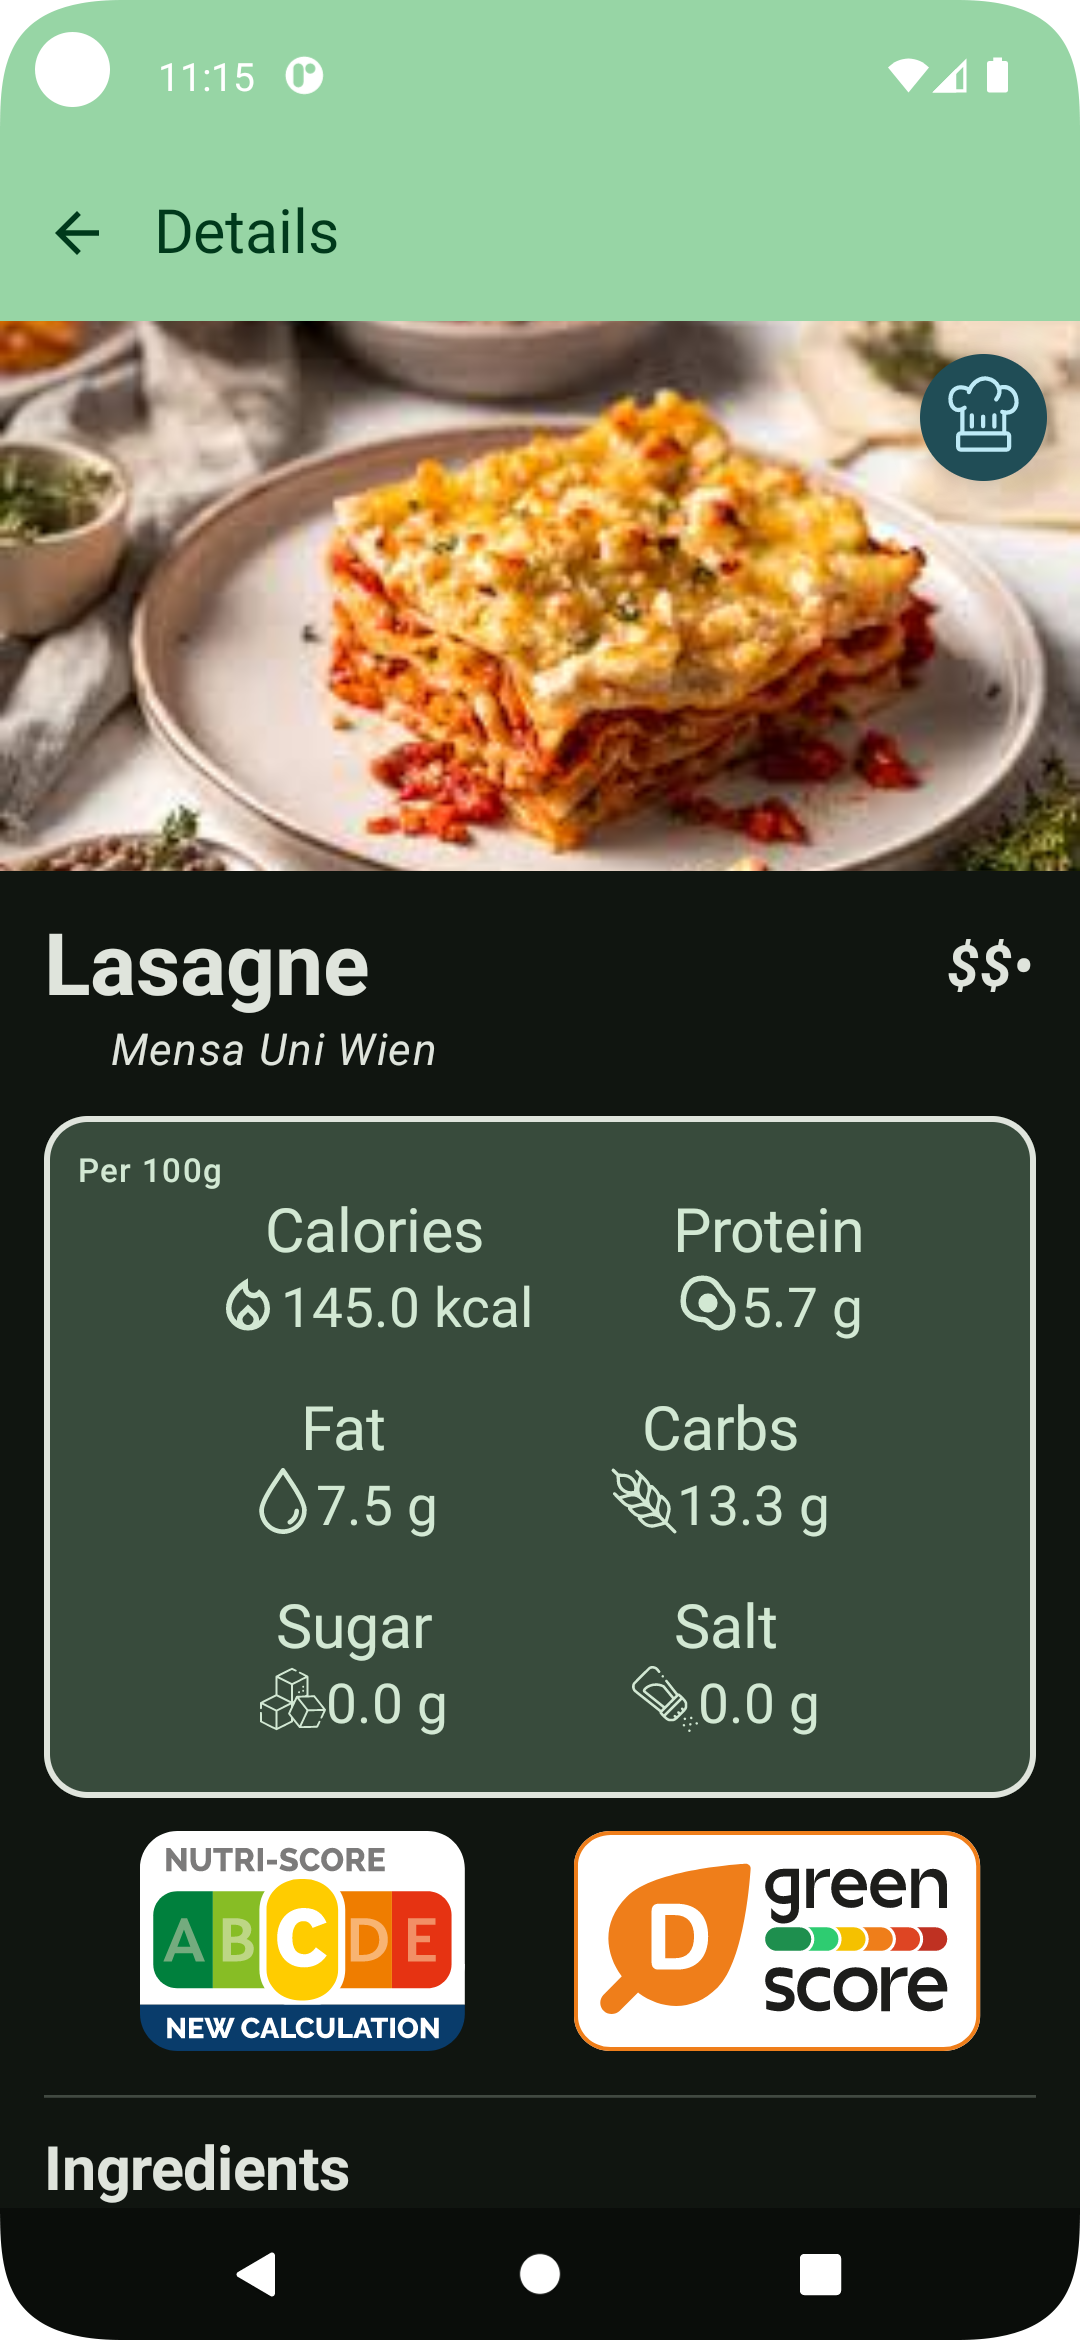 11:15
Details
Lasagne
$$•
Mensa Uni Wien
Per 100g
Calories Protein
145.0 kcal 5.7 g
Fat Carbs
7.5 g 13.3 g
Sugar Salt
0.0 g 0.0 g
NUTRI-SCORE
A B C D E
NEW CALCULATION
D
green
score
Ingredients